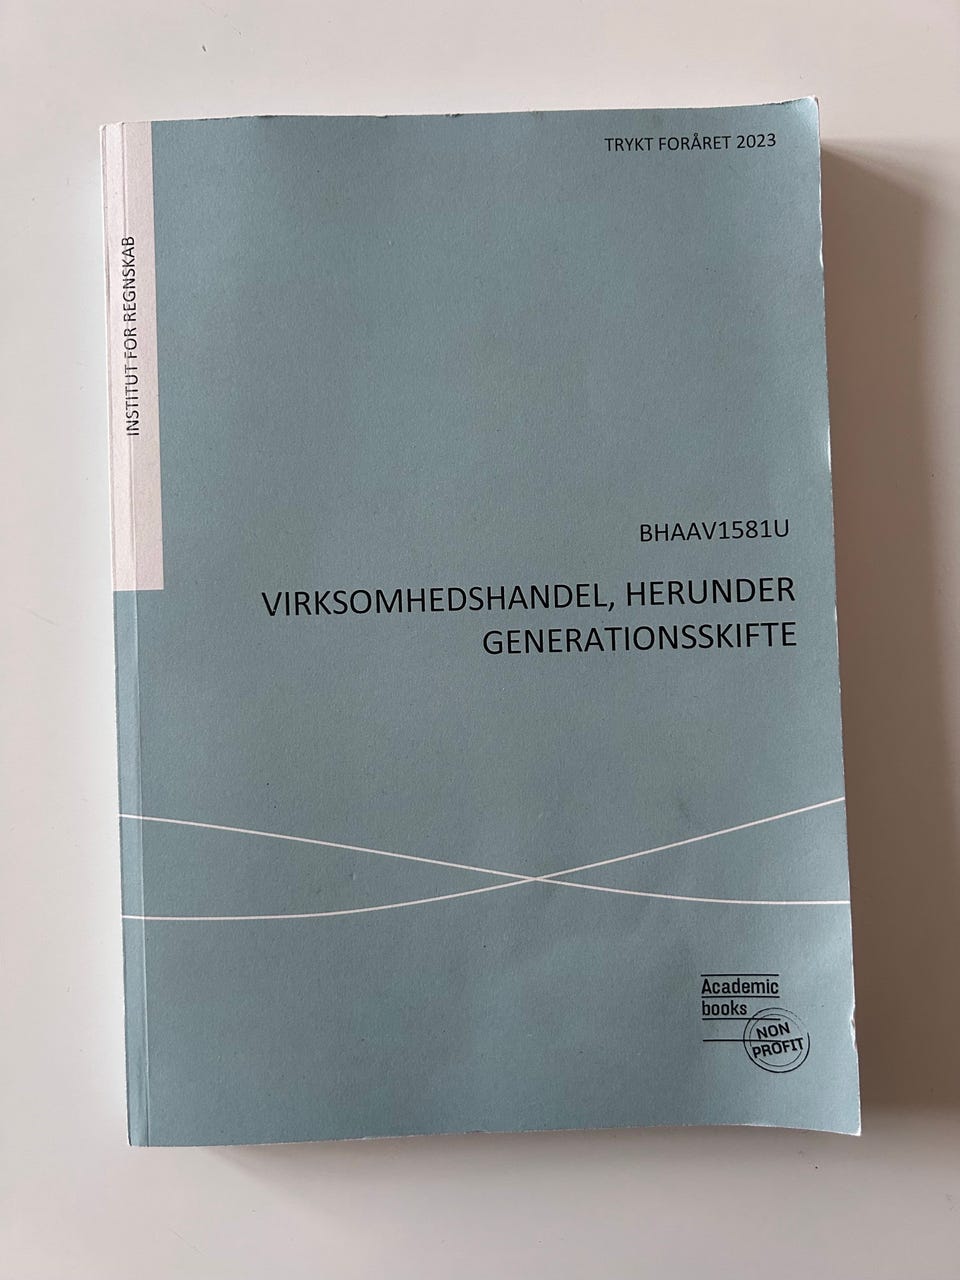 TRYKT FORÅRET 2023
INSTITUT FOR REGNSKAB
BHAAV1581U
VIRKSOMHEDSHANDEL, HERUNDER
GENERATIONSSKIFTE
Academic
books
NON
PROFIT